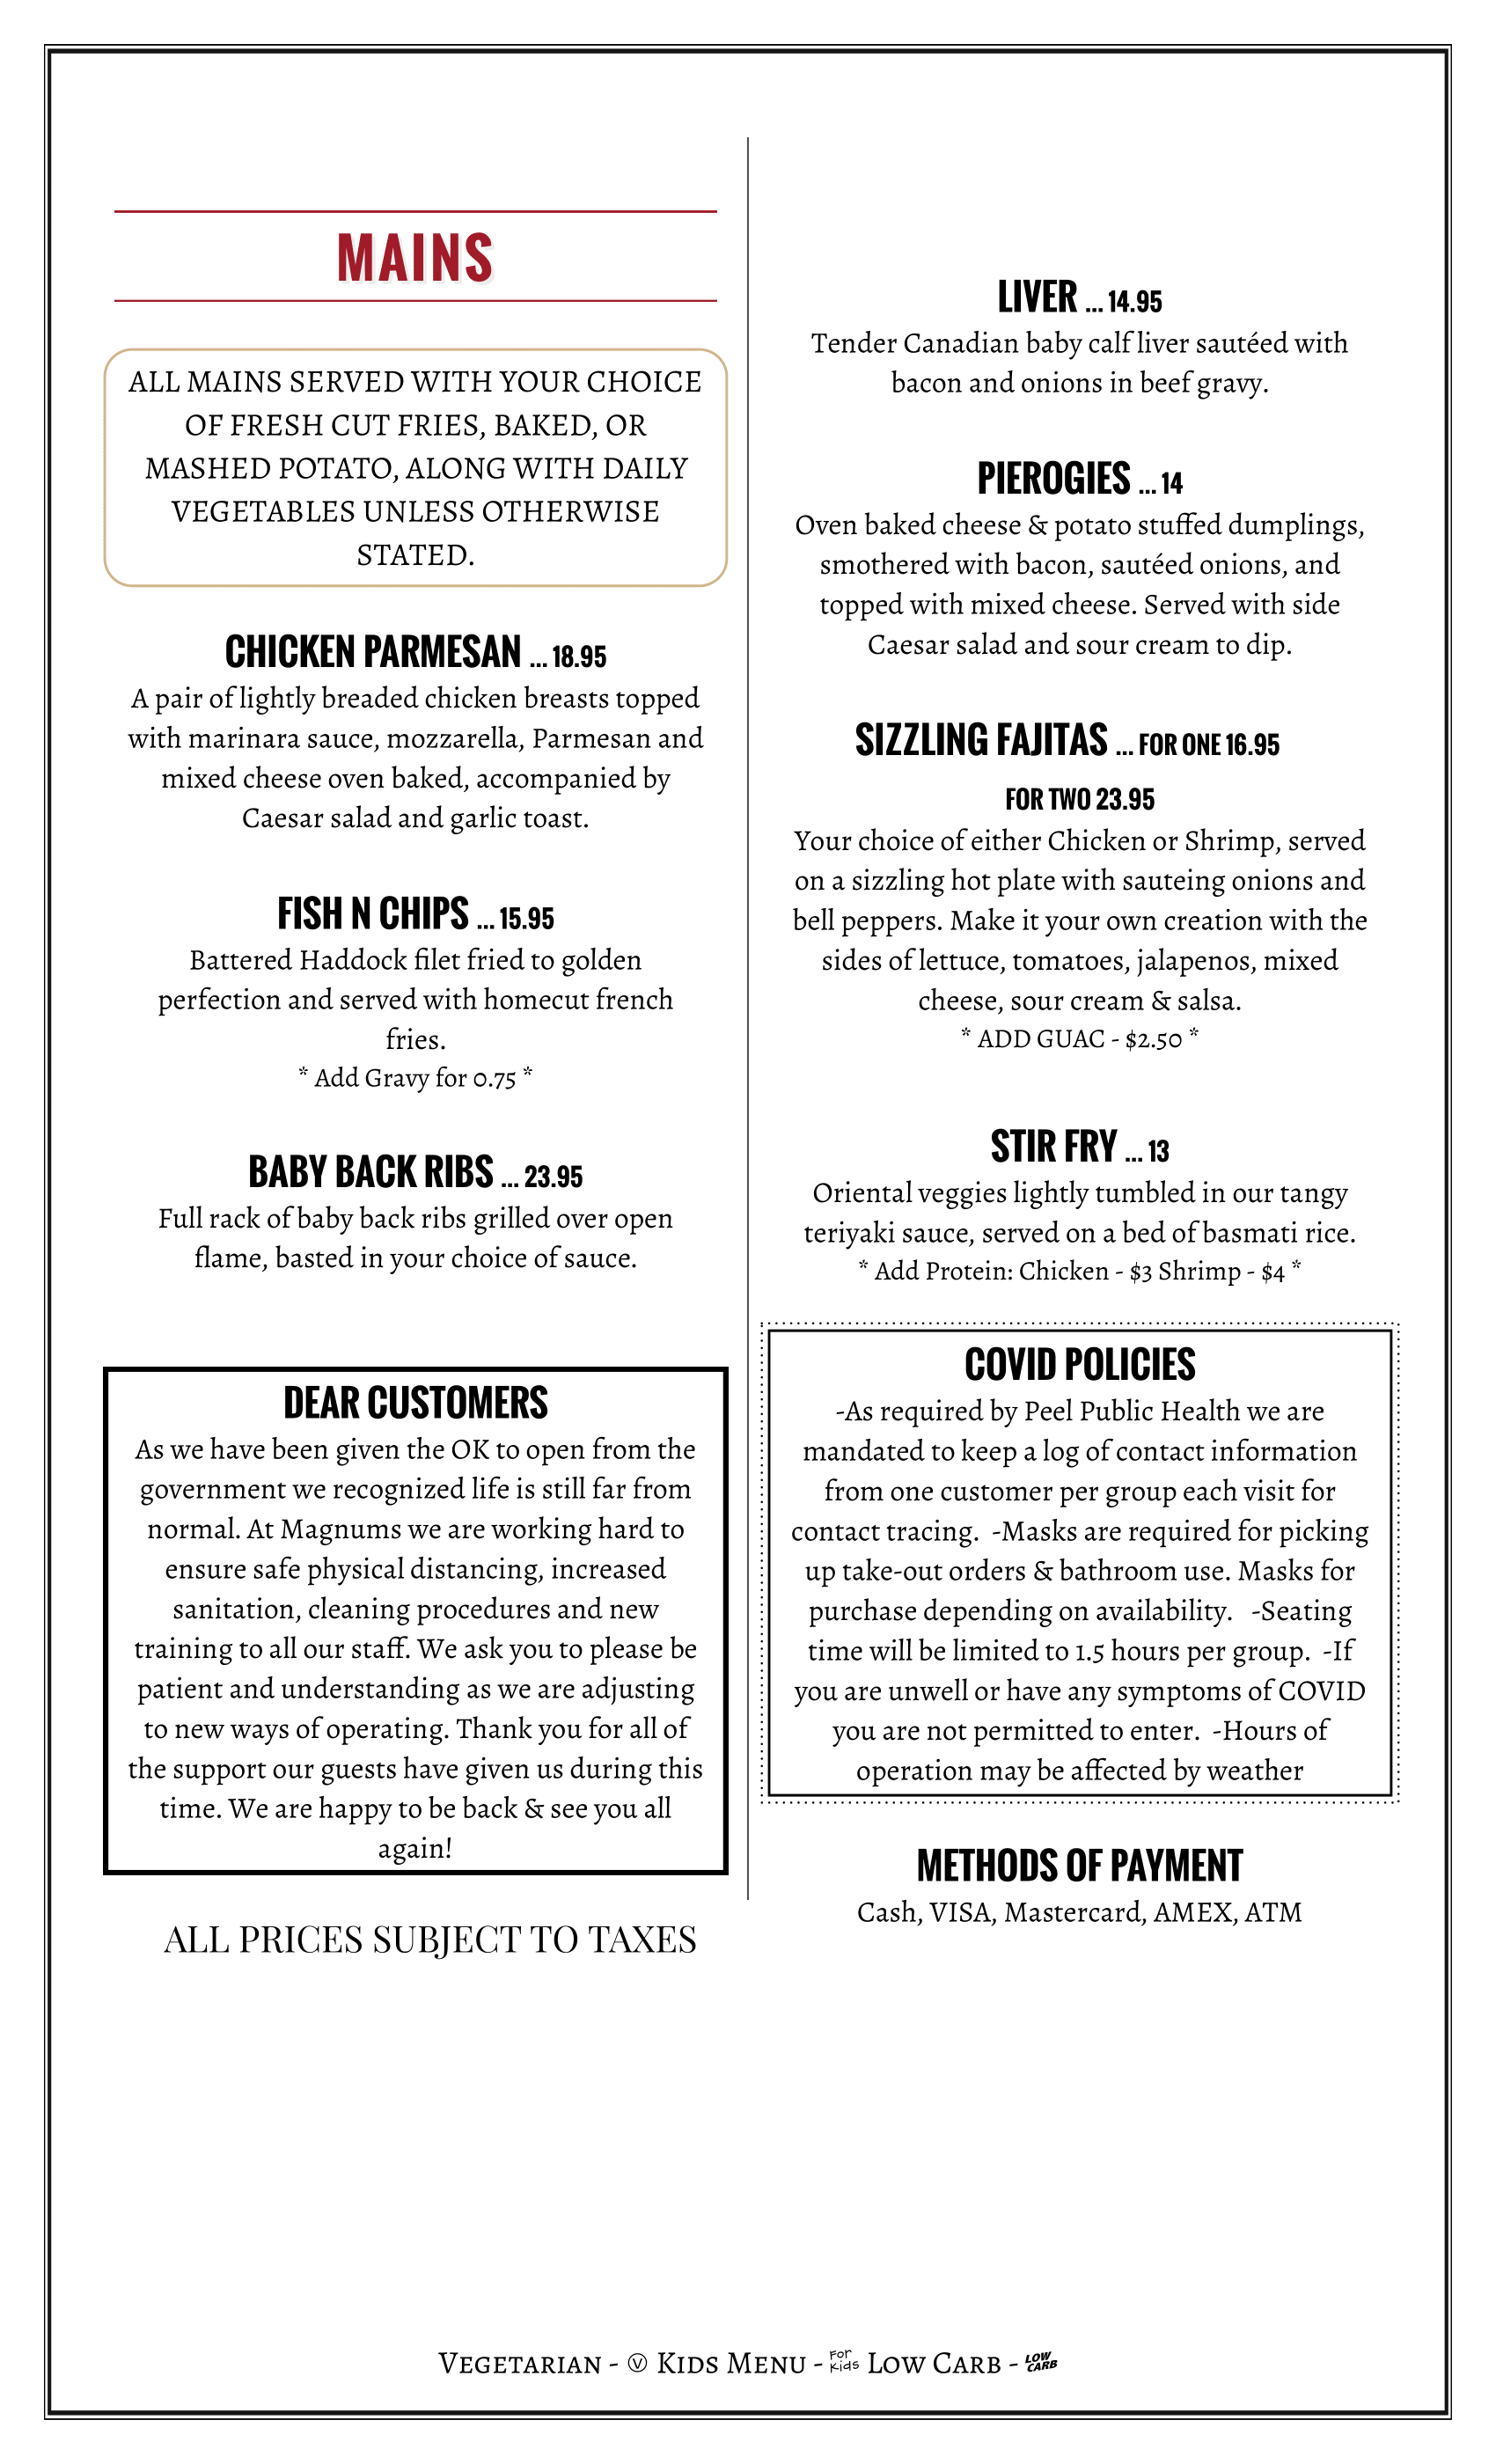 MAINS
ALL MAINS SERVED WITH YOUR CHOICE
OF FRESH CUT FRIES, BAKED, OR
MASHED POTATO, ALONG WITH DAILY
VEGETABLES UNLESS OTHERWISE
STATED.
CHICKEN PARMESAN ... 18.95
A pair of lightly breaded chicken breasts topped
with marinara sauce, mozzarella, Parmesan and
mixed cheese oven baked, accompanied by
Caesar salad and garlic toast.
FISH N CHIPS ... 15.95
Battered Haddock filet fried to golden
perfection and served with homecut french
fries.
* Add Gravy for 0.75 *
BABY BACK RIBS ... 23.95
Full rack of baby back ribs grilled over open
flame, basted in your choice of sauce.
DEAR CUSTOMERS
As we have been given the OK to open from the
government we recognized life is still far from
normal. At Magnums we are working hard to
ensure safe physical distancing, increased
sanitation, cleaning procedures and new
training to all our staff. We ask you to please be
patient and understanding as we are adjusting
to new ways of operating. Thank you for all of
the support our guests have given us during this
time. We are happy to be back & see you all
again!
ALL PRICES SUBJECT TO TAXES
LIVER ... 14.95
Tender Canadian baby calf liver sautéed with
bacon and onions in beef gravy.
PIEROGIES ... 14
Oven baked cheese & potato stuffed dumplings,
smothered with bacon, sautéed onions, and
topped with mixed cheese. Served with side
Caesar salad and sour cream to dip.
SIZZLING FAJITAS ... FOR ONE 16.95
FOR TWO 23.95
Your choice of either Chicken or Shrimp, served
on a sizzling hot plate with sauteing onions and
bell peppers. Make it your own creation with the
sides of lettuce, tomatoes, jalapenos, mixed
cheese, sour cream & salsa.
* ADD GUAC - $2.50 *
STIR FRY ... 13
Oriental veggies lightly tumbled in our tangy
teriyaki sauce, served on a bed of basmati rice.
* Add Protein: Chicken - $3 Shrimp - $4 *
COVID POLICIES
-As required by Peel Public Health we are
mandated to keep a log of contact information
from one customer per group each visit for
contact tracing. -Masks are required for picking
up take-out orders & bathroom use. Masks for
purchase depending on availability. -Seating
time will be limited to 1.5 hours per group. -If
you are unwell or have any symptoms of COVID
you are not permitted to enter. -Hours of
operation may be affected by weather
METHODS OF PAYMENT
Cash, VISA, Mastercard, AMEX, ATM
Vegetarian - Ⓥ Kids Menu - For Kids Low Carb - LOW CARB